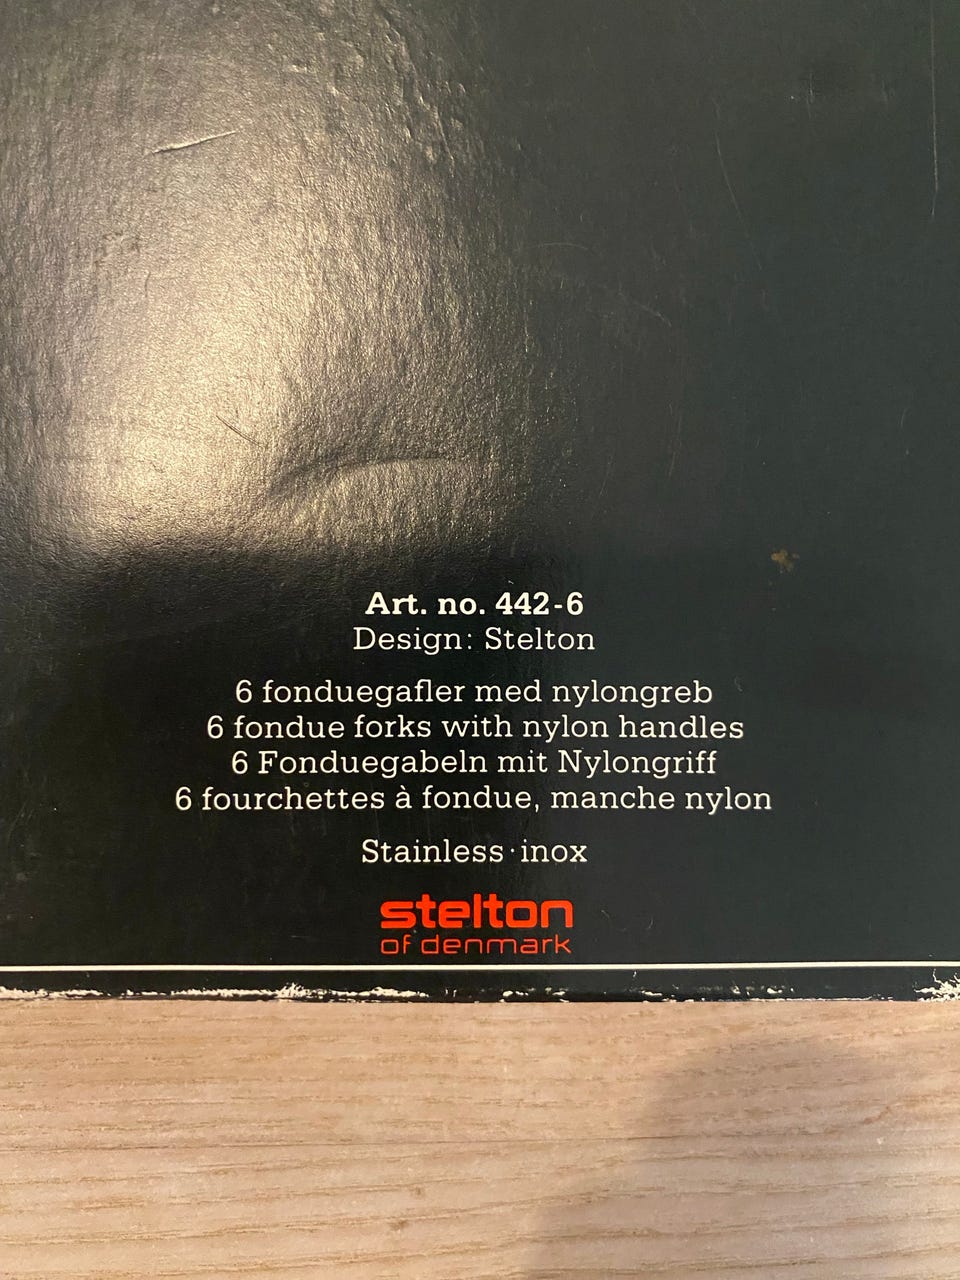 Art. no. 442-6
Design: Stelton
6 fonduegafler med nylongreb
6 fondue forks with nylon handles
6 Fonduegabeln mit Nylongriff
6 fourchettes à fondue, manche nylon
Stainless · inox
stelton
of denmark